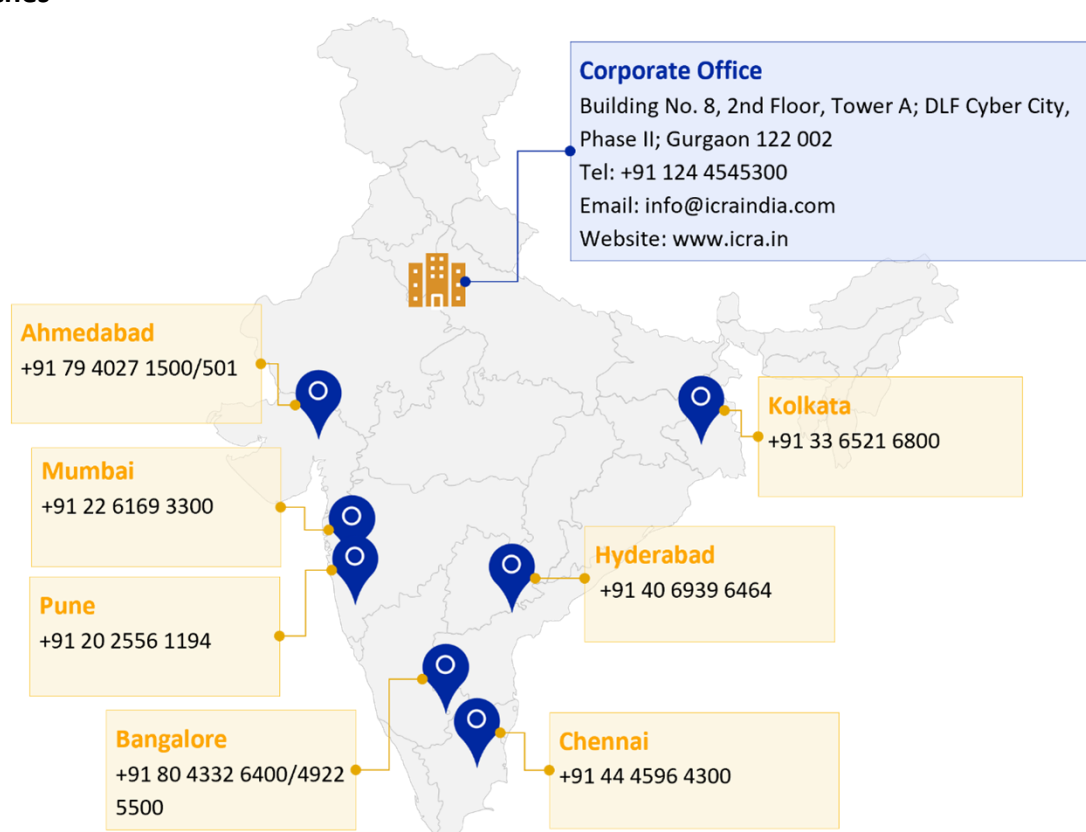 Corporate Office
Building No. 8, 2nd Floor, Tower A; DLF Cyber City,
Phase II; Gurgaon 122 002
Tel: +91 124 4545300
Email: info@icraindia.com
Website: www.icra.in
Ahmedabad
+91 79 4027 1500/501
Kolkata
+91 33 6521 6800
Mumbai
+91 22 6169 3300
Hyderabad
+91 40 6939 6464
Pune
+91 20 2556 1194
Bangalore
+91 80 4332 6400/4922
5500
Chennai
+91 44 4596 4300